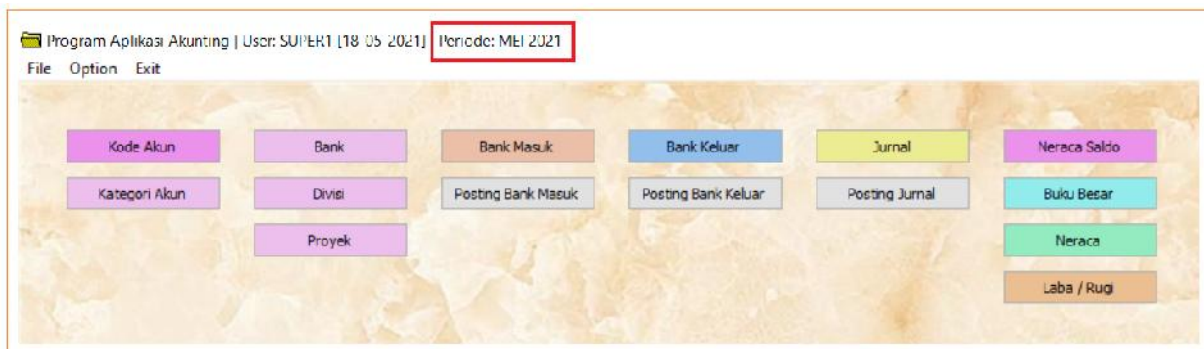 Program Aplikasi Akunting | User: SUPER1 [18-05-2021] Periode: MEI 2021
File Option Exit
Kode Akun Bank Bank Masuk Bank Keluar Jurnal Neraca Saldo
Kategori Akun Divisi Posting Bank Masuk Posting Bank Keluar Posting Jurnal Buku Besar
Proyek Neraca
Laba / Rugi